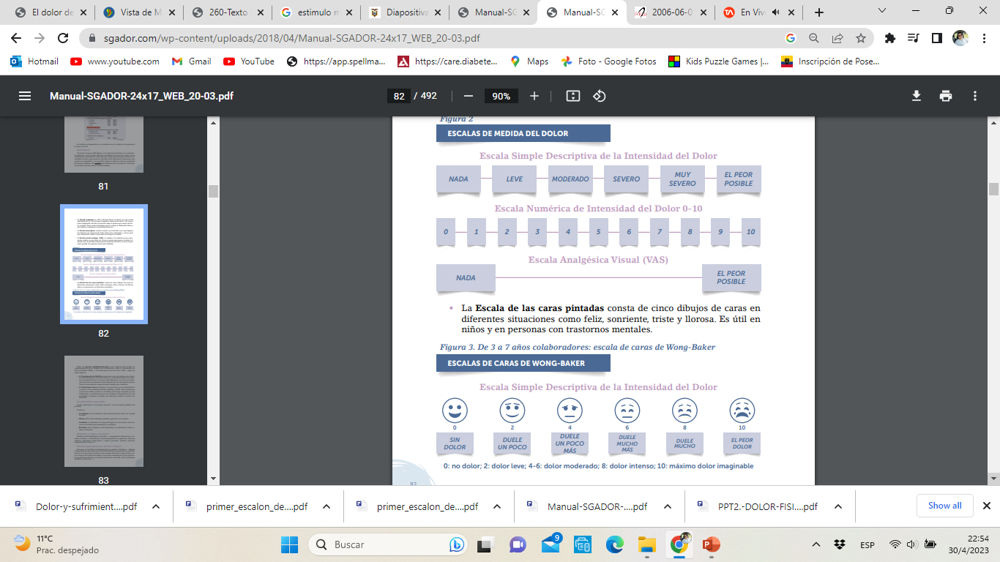 El dolor de
Vista de M
260-Texto
estimulo m
Diapositiva
Manual-SG
Manual-SG
2006-06-0
En Viv
sgador.com/wp-content/uploads/2018/04/Manual-SGADOR-24x17_WEB_20-03.pdf
Hotmail
www.youtube.com
Gmail
YouTube
https://app.spellma...
https://care.diabete...
Maps
Foto - Google Fotos
Kids Puzzle Games |...
Inscripción de Pose...
Manual-SGADOR-24x17_WEB_20-03.pdf
82 / 492
90%
81
82
83
Figura 2
ESCALAS DE MEDIDA DEL DOLOR
Escala Simple Descriptiva de la Intensidad del Dolor
NADA
LEVE
MODERADO
SEVERO
MUY
SEVERO
EL PEOR
POSIBLE
Escala Numérica de Intensidad del Dolor 0-10
0 1 2 3 4 5 6 7 8 9 10
Escala Analgésica Visual (VAS)
NADA
EL PEOR
POSIBLE
• La Escala de las caras pintadas consta de cinco dibujos de caras en
diferentes situaciones como feliz, sonriente, triste y llorosa. Es útil en
niños y en personas con trastornos mentales.
Figura 3. De 3 a 7 años colaboradores: escala de caras de Wong-Baker
ESCALAS DE CARAS DE WONG-BAKER
Escala Simple Descriptiva de la Intensidad del Dolor
0 2 4 6 8 10
SIN
DOLOR
DUELE
UN POCO
DUELE
UN POCO
MÁS
DUELE
MUCHO
MÁS
DUELE
MUCHO
EL PEOR
DOLOR
0: no dolor; 2: dolor leve; 4-6: dolor moderado; 8: dolor intenso; 10: máximo dolor imaginable
82
Dolor-y-sufrimient....pdf
primer_escalon_de....pdf
primer_escalon_de....pdf
Manual-SGADOR-....pdf
PPT2.-DOLOR-FISI....pdf
Show all
11°C
Prac. despejado
Buscar
9
ESP
22:54
30/4/2023